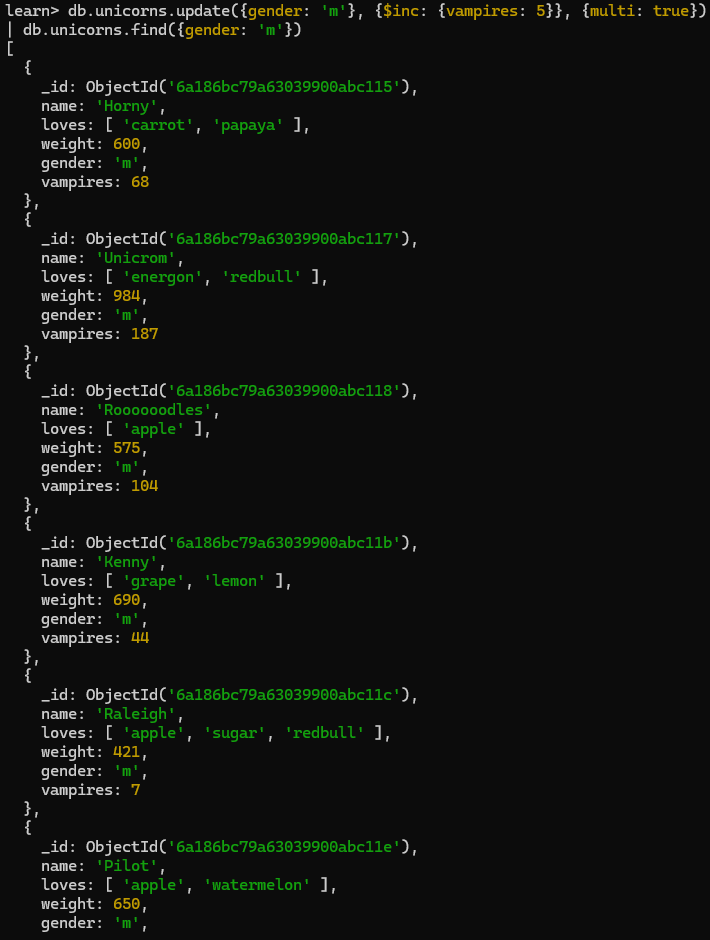 learn> db.unicorns.update({gender: 'm'}, {$inc: {vampires: 5}}, {multi: true})
| db.unicorns.find({gender: 'm'})
[
  {
    _id: ObjectId('6a186bc79a63039900abc115'),
    name: 'Horny',
    loves: [ 'carrot', 'papaya' ],
    weight: 600,
    gender: 'm',
    vampires: 68
  },
  {
    _id: ObjectId('6a186bc79a63039900abc117'),
    name: 'Unicrom',
    loves: [ 'energon', 'redbull' ],
    weight: 984,
    gender: 'm',
    vampires: 187
  },
  {
    _id: ObjectId('6a186bc79a63039900abc118'),
    name: 'Roooooodles',
    loves: [ 'apple' ],
    weight: 575,
    gender: 'm',
    vampires: 104
  },
  {
    _id: ObjectId('6a186bc79a63039900abc11b'),
    name: 'Kenny',
    loves: [ 'grape', 'lemon' ],
    weight: 690,
    gender: 'm',
    vampires: 44
  },
  {
    _id: ObjectId('6a186bc79a63039900abc11c'),
    name: 'Raleigh',
    loves: [ 'apple', 'sugar', 'redbull' ],
    weight: 421,
    gender: 'm',
    vampires: 7
  },
  {
    _id: ObjectId('6a186bc79a63039900abc11e'),
    name: 'Pilot',
    loves: [ 'apple', 'watermelon' ],
    weight: 650,
    gender: 'm',